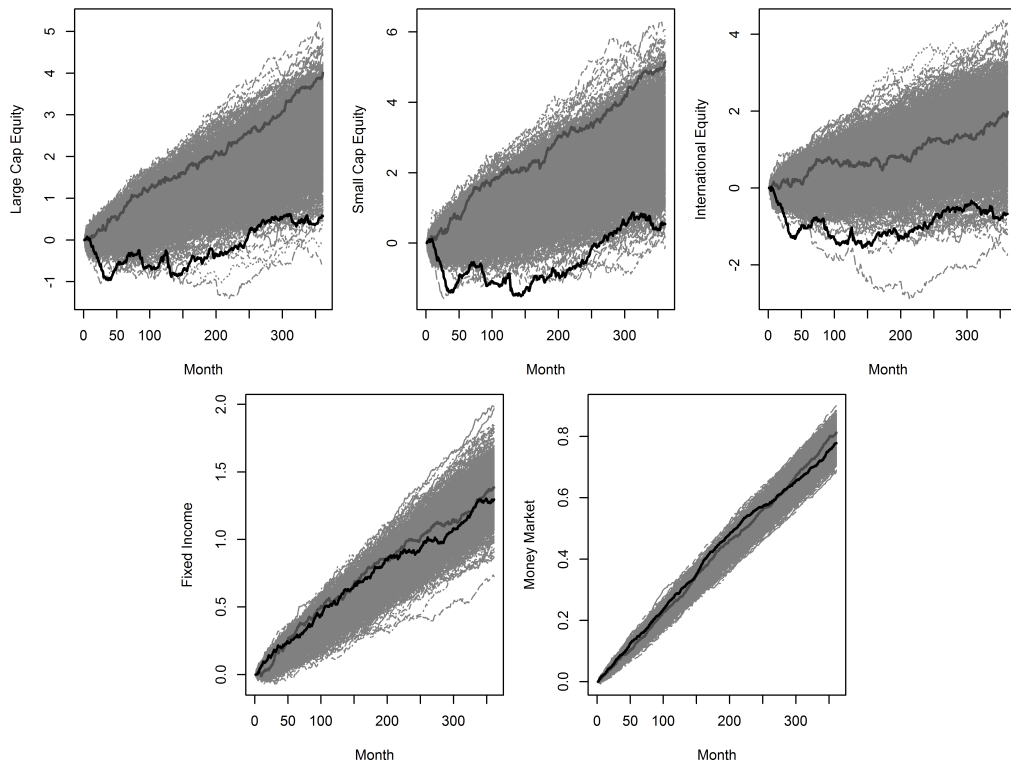 Large Cap Equity
-1 0 1 2 3 4 5
0 50 100 200 300
Month
Small Cap Equity
0 2 4 6
0 50 100 200 300
Month
International Equity
-2 0 2 4
0 50 100 200 300
Month
Fixed Income
0.0 0.5 1.0 1.5 2.0
0 50 100 200 300
Month
Money Market
0.0 0.2 0.4 0.6 0.8
0 50 100 200 300
Month